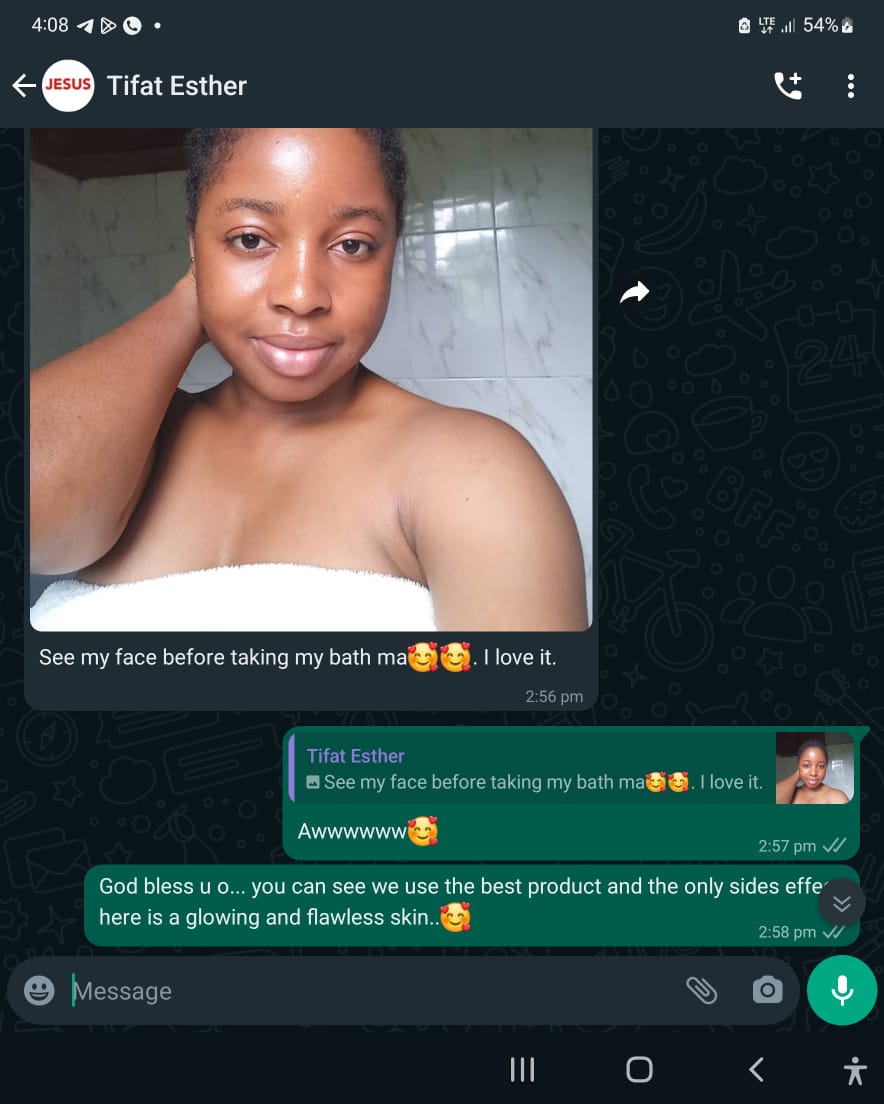 4:08
LTE
54%
JESUS
Tifat Esther
See my face before taking my bath ma🥰🥰. I love it.
2:56 pm
Tifat Esther
See my face before taking my bath ma🥰🥰. I love it.
Awwwwww🥰
2:57 pm
God bless u o... you can see we use the best product and the only sides effe
here is a glowing and flawless skin..🥰
2:58 pm
Message